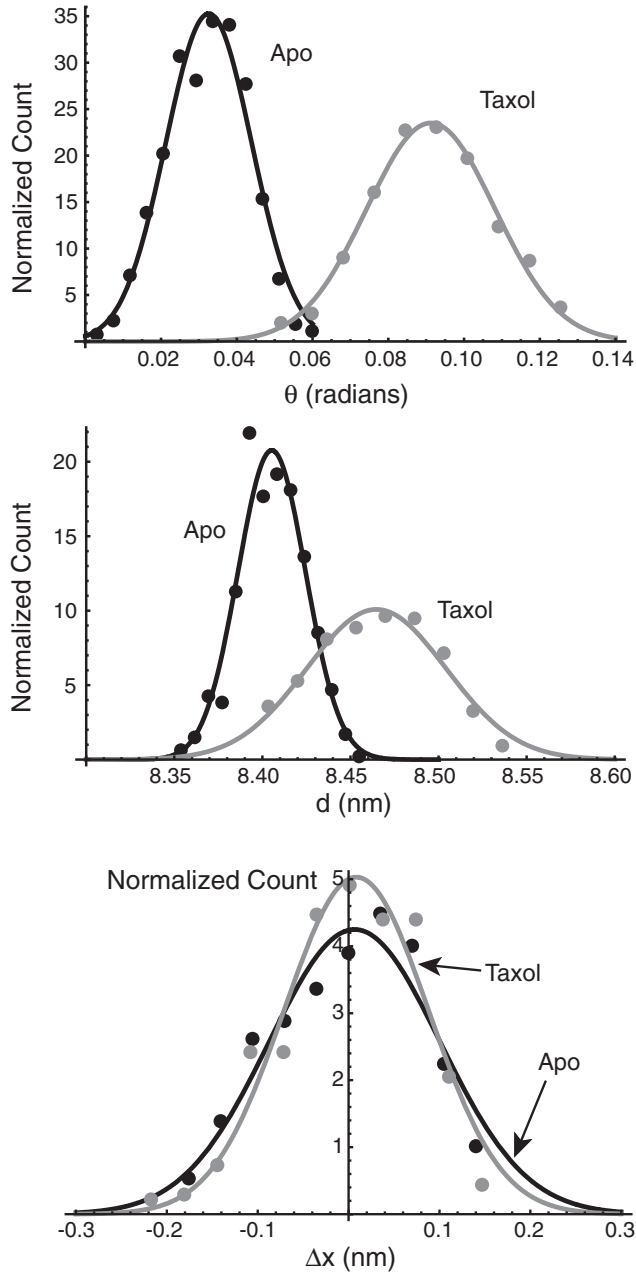 35
30
25
20
15
10
5
Normalized Count
Apo
Taxol
0.02 0.04 0.06 0.08 0.10 0.12 0.14
θ (radians)
20
15
10
5
Normalized Count
Apo
Taxol
8.35 8.40 8.45 8.50 8.55 8.60
d (nm)
Normalized Count
5
4
3
2
1
Taxol
Apo
-0.3 -0.2 -0.1 0.1 0.2 0.3
Δx (nm)